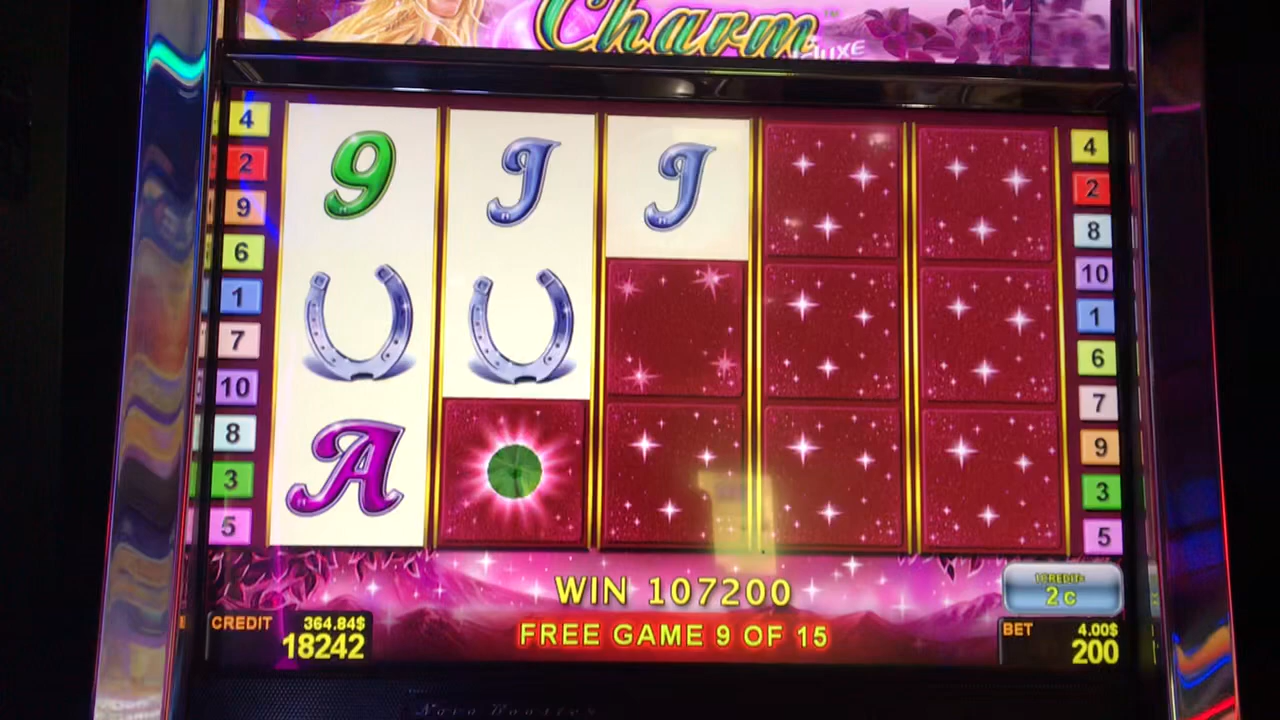 Charm™
4 9 J J 4
2 2
9 8
6 10
1 1
7 6
10 7
8 A 9
3 3
5 5
WIN 107200
1 CREDIT=
2 c
CREDIT 364.84$
18242
FREE GAME 9 OF 15
BET 4.00$
200